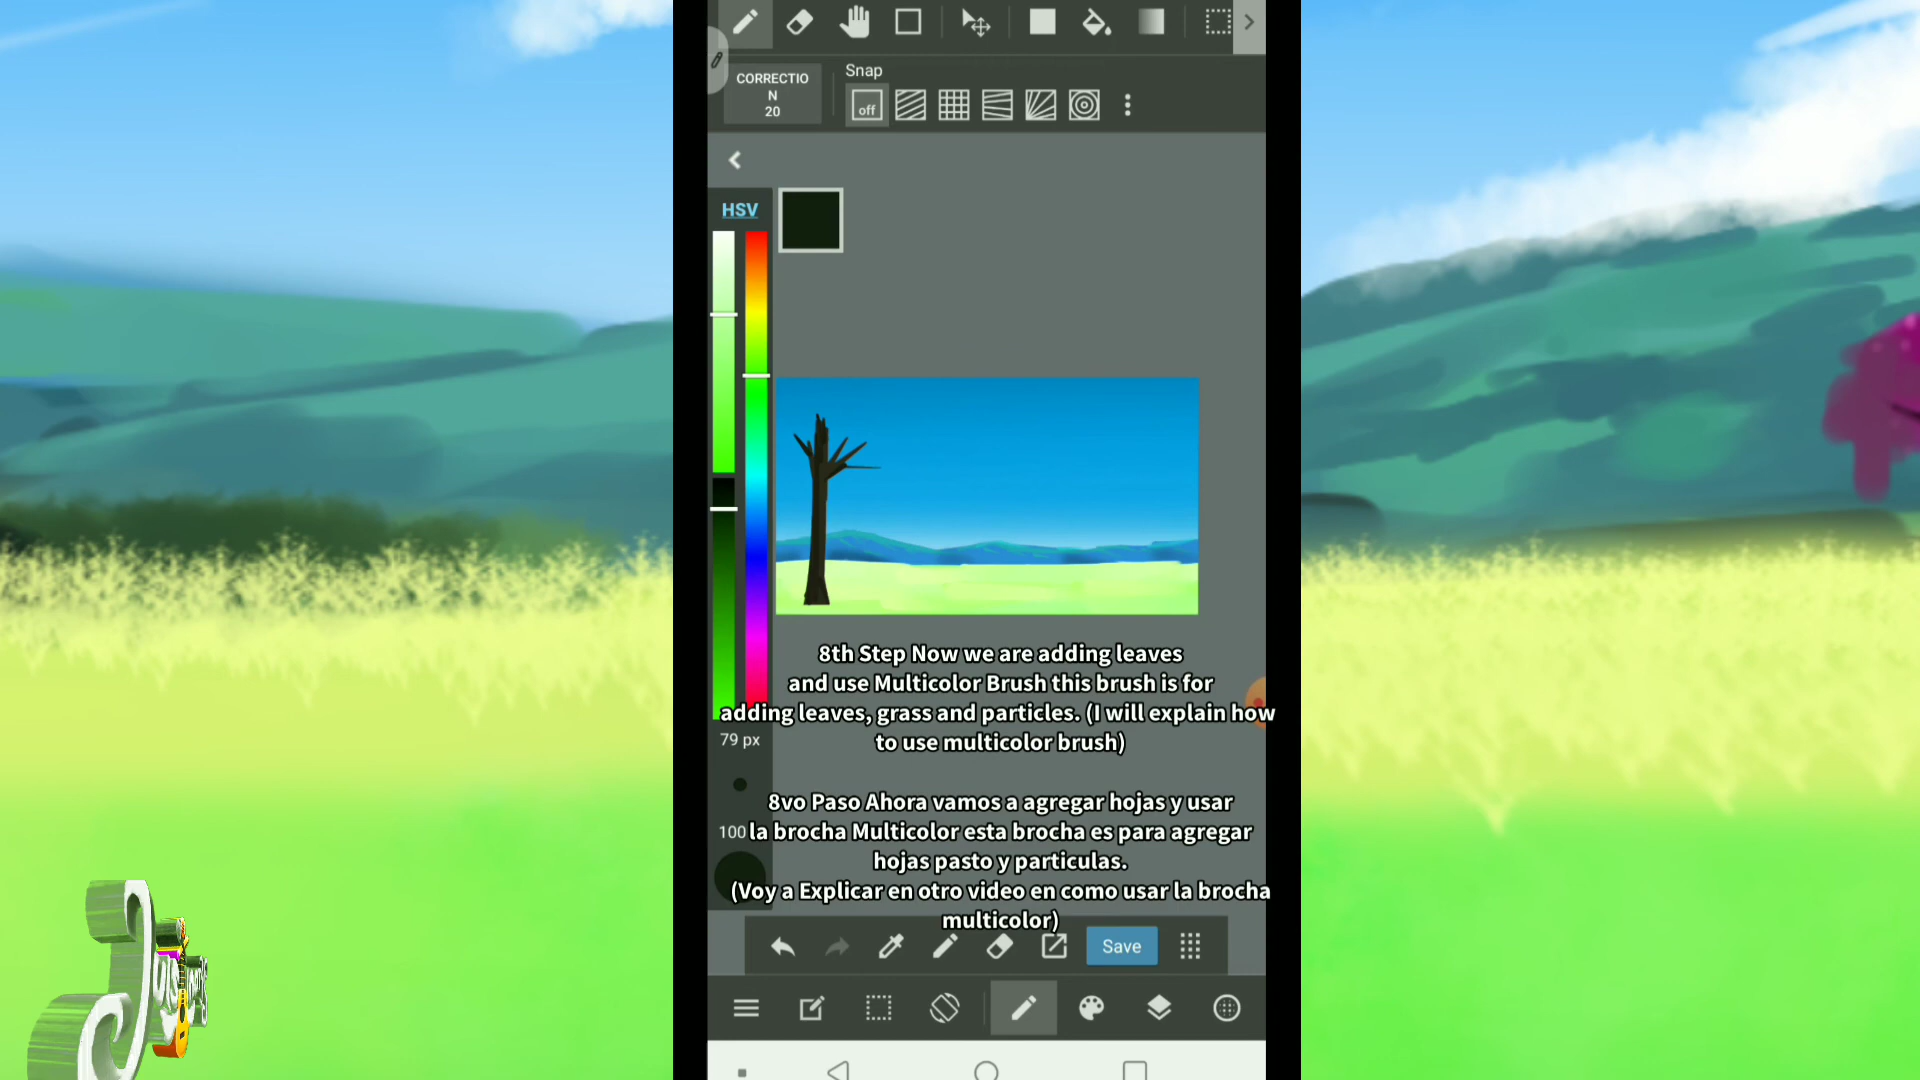 CORRECTIO
N
20
Snap
off
HSV
8th Step Now we are adding leaves
and use Multicolor Brush this brush is for
adding leaves, grass and particles. (I will explain how
to use multicolor brush)
79 px
8vo Paso Ahora vamos a agregar hojas y usar
100
la brocha Multicolor esta brocha es para agregar
hojas pasto y particulas.
(Voy a Explicar en otro video en como usar la brocha
multicolor)
Save